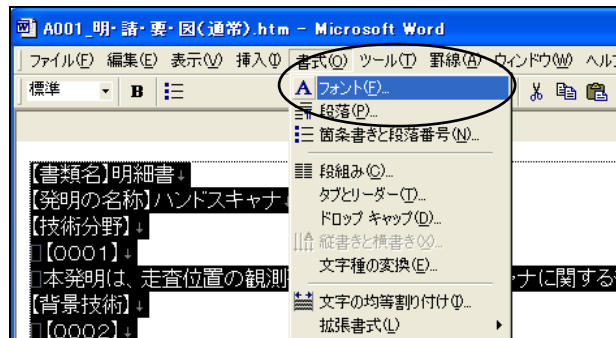 A001_明・請・要・図(通常).htm - Microsoft Word
ファイル(F) 編集(E) 表示(V) 挿入(I) 書式(O) ツール(T) 罫線(A) ウィンドウ(W) ヘル
標準 B
フォント(F)...
段落(P)...
箇条書きと段落番号(N)...
段組み(C)...
タブとリーダー(T)...
ドロップ キャップ(D)...
縦書きと横書き(X)...
文字種の変換(E)...
文字の均等割り付け(I)...
拡張書式(L)
【書類名】明細書↓
【発明の名称】ハンドスキャナ
【技術分野】↓
【0001】↓
本発明は、走査位置の観測 ャナに関する
【背景技術】↓
【0002】↓